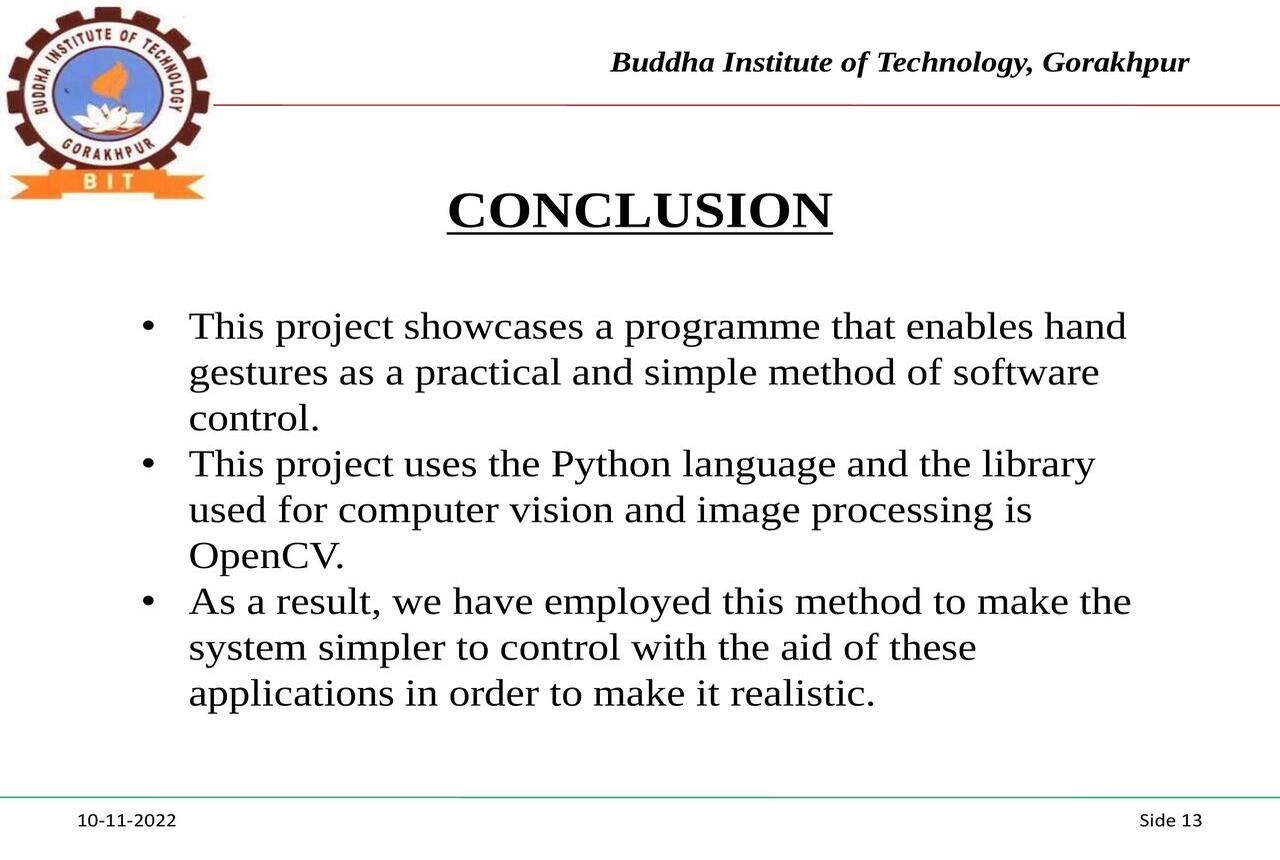 BUDDHA INSTITUTE OF TECHNOLOGY
GORAKHPUR
BIT
Buddha Institute of Technology, Gorakhpur
CONCLUSION
• This project showcases a programme that enables hand
gestures as a practical and simple method of software
control.
• This project uses the Python language and the library
used for computer vision and image processing is
OpenCV.
• As a result, we have employed this method to make the
system simpler to control with the aid of these
applications in order to make it realistic.
10-11-2022
Side 13